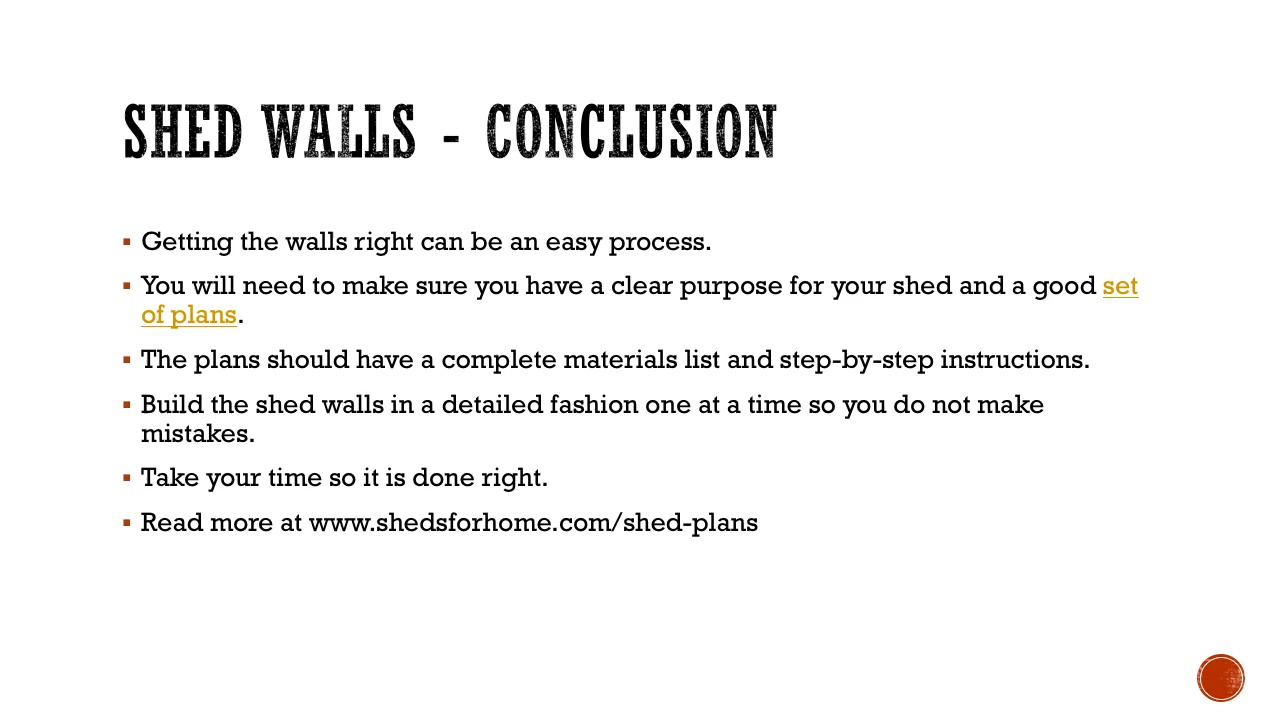 SHED WALLS - CONCLUSION
▪ Getting the walls right can be an easy process.
▪ You will need to make sure you have a clear purpose for your shed and a good set
of plans.
▪ The plans should have a complete materials list and step-by-step instructions.
▪ Build the shed walls in a detailed fashion one at a time so you do not make
mistakes.
▪ Take your time so it is done right.
▪ Read more at www.shedsforhome.com/shed-plans